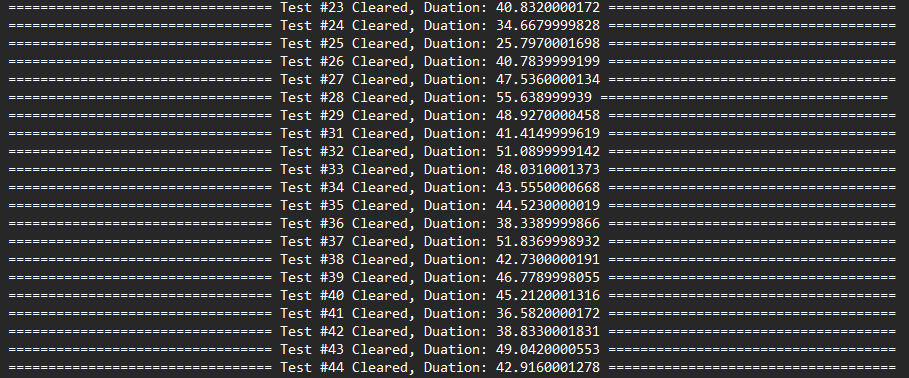 ================================= Test #23 Cleared, Duation: 40.8320000172 ====================================
================================= Test #24 Cleared, Duation: 34.6679999828 ====================================
================================= Test #25 Cleared, Duation: 25.7970001698 ====================================
================================= Test #26 Cleared, Duation: 40.7839999199 ====================================
================================= Test #27 Cleared, Duation: 47.5360000134 ====================================
================================= Test #28 Cleared, Duation: 55.638999939 ====================================
================================= Test #29 Cleared, Duation: 48.9270000458 ====================================
================================= Test #31 Cleared, Duation: 41.4149999619 ====================================
================================= Test #32 Cleared, Duation: 51.0899999142 ====================================
================================= Test #33 Cleared, Duation: 48.0310001373 ====================================
================================= Test #34 Cleared, Duation: 43.5550000668 ====================================
================================= Test #35 Cleared, Duation: 44.5230000019 ====================================
================================= Test #36 Cleared, Duation: 38.3389999866 ====================================
================================= Test #37 Cleared, Duation: 51.8369998932 ====================================
================================= Test #38 Cleared, Duation: 42.7300000191 ====================================
================================= Test #39 Cleared, Duation: 46.7789998055 ====================================
================================= Test #40 Cleared, Duation: 45.2120001316 ====================================
================================= Test #41 Cleared, Duation: 36.5820000172 ====================================
================================= Test #42 Cleared, Duation: 38.8330001831 ====================================
================================= Test #43 Cleared, Duation: 49.0420000553 ====================================
================================= Test #44 Cleared, Duation: 42.9160001278 ====================================